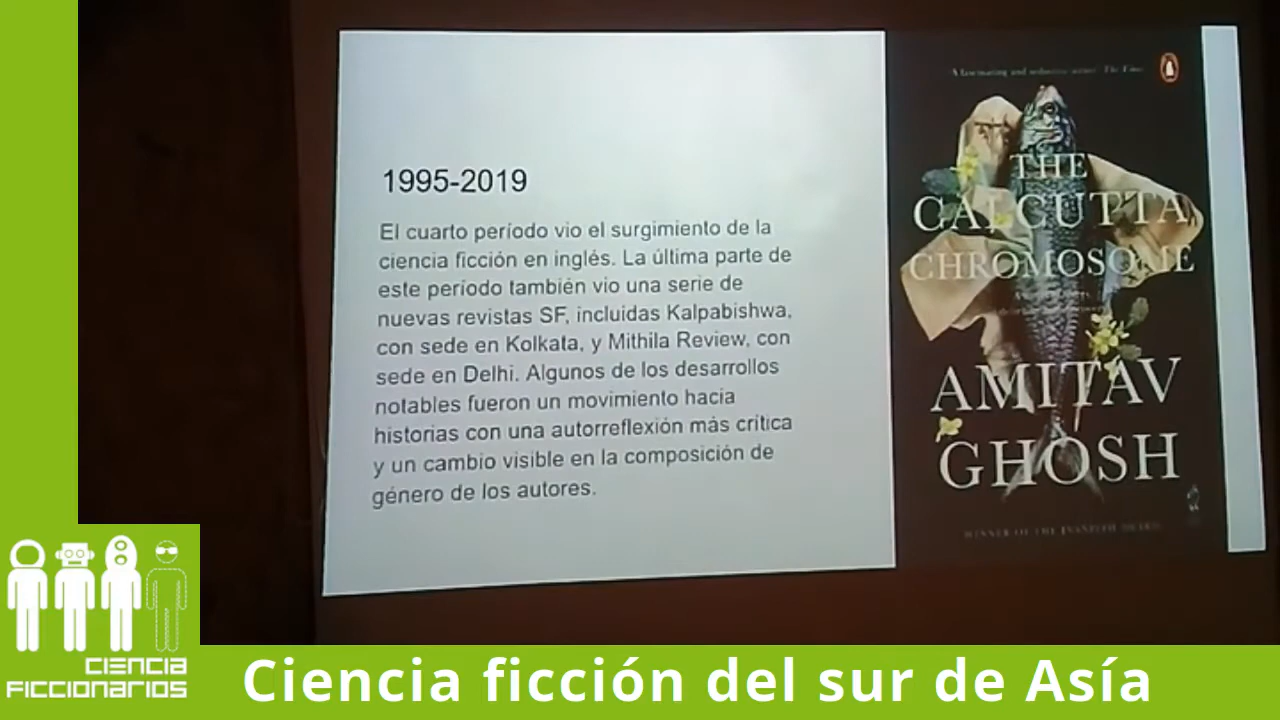 1995-2019
El cuarto período vio el surgimiento de la
ciencia ficción en inglés. La última parte de
este período también vio una serie de
nuevas revistas SF, incluidas Kalpabishwa,
con sede en Kolkata, y Mithila Review, con
sede en Delhi. Algunos de los desarrollos
notables fueron un movimiento hacia
historias con una autorreflexión más crítica
y un cambio visible en la composición de
género de los autores.
THE
CALCUTTA
CHROMOSOME
AMITAV
GHOSH
WINNER OF THE
CIENCIA
FICCIONARIOS
Ciencia ficción del sur de Asía